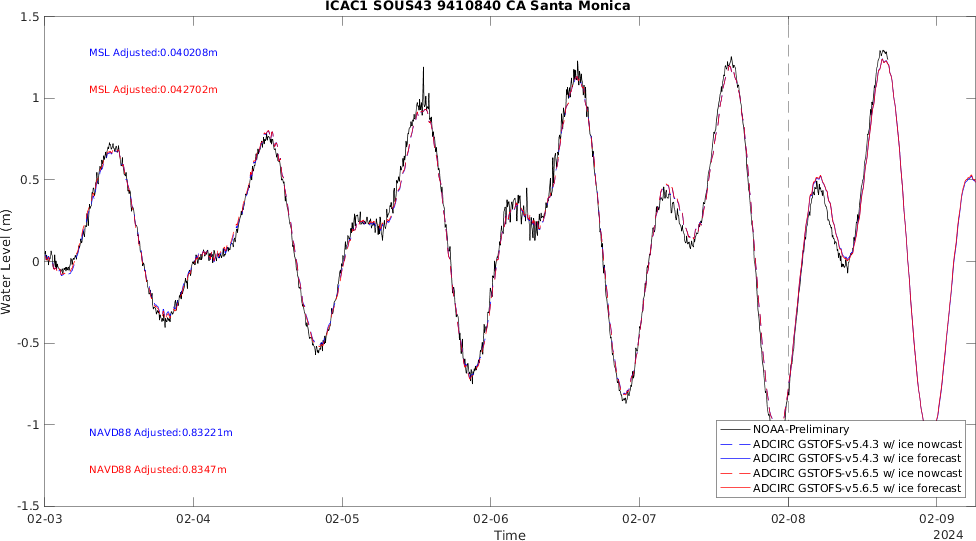 ICAC1 SOUS43 9410840 CA Santa Monica
1.5
MSL Adjusted:0.040208m
MSL Adjusted:0.042702m
1
0.5
0
-0.5
-1
-1.5
Water Level (m)
NAVD88 Adjusted:0.83221m
NAVD88 Adjusted:0.8347m
NOAA-Preliminary
ADCIRC GSTOFS-v5.4.3 w/ ice nowcast
ADCIRC GSTOFS-v5.4.3 w/ ice forecast
ADCIRC GSTOFS-v5.6.5 w/ ice nowcast
ADCIRC GSTOFS-v5.6.5 w/ ice forecast
02-03 02-04 02-05 02-06 02-07 02-08 02-09
Time
2024